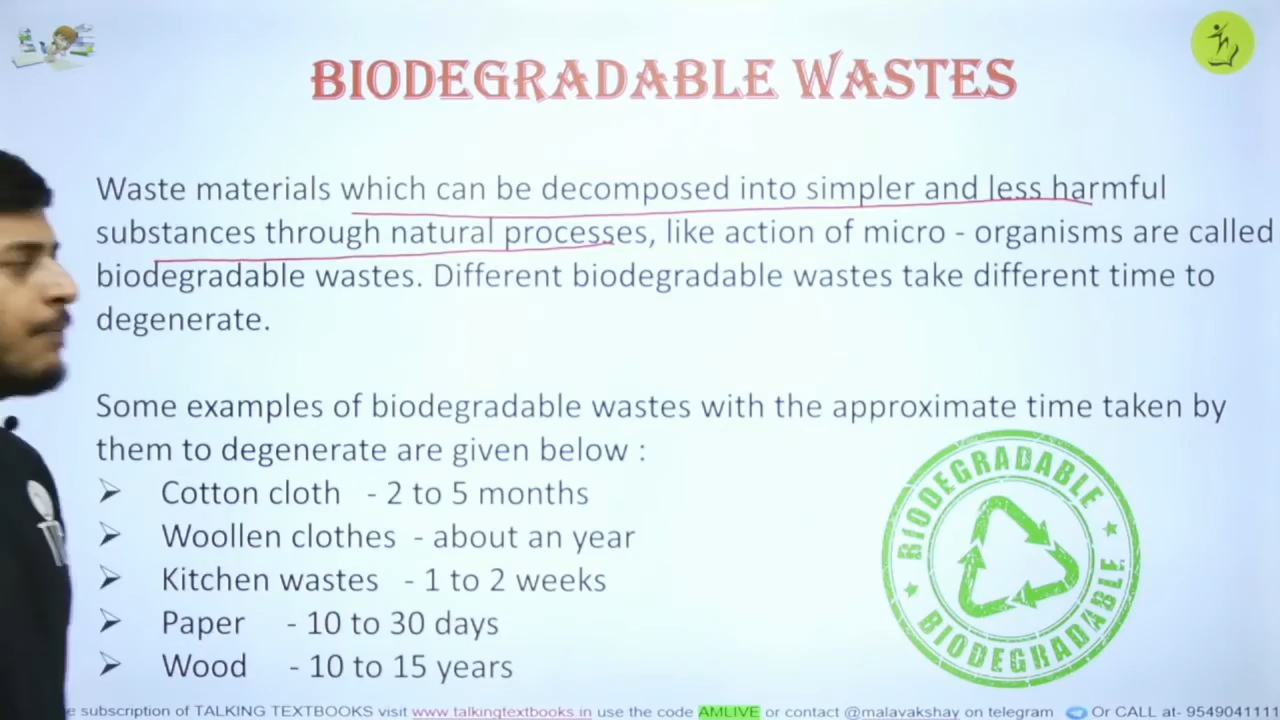 BIODEGRADABLE WASTES
Waste materials which can be decomposed into simpler and less harmful
substances through natural processes, like action of micro - organisms are called
biodegradable wastes. Different biodegradable wastes take different time to
degenerate.
Some examples of biodegradable wastes with the approximate time taken by
them to degenerate are given below :
➢ Cotton cloth - 2 to 5 months
➢ Woollen clothes - about an year
➢ Kitchen wastes - 1 to 2 weeks
➢ Paper - 10 to 30 days
➢ Wood - 10 to 15 years
BIODEGRADABLE
BIODEGRADABLE
subscription of TALKING TEXTBOOKS visit www.talkingtextbooks.in use the code AMLIVE or contact @malavakshay on telegram Or CALL at- 9549041111